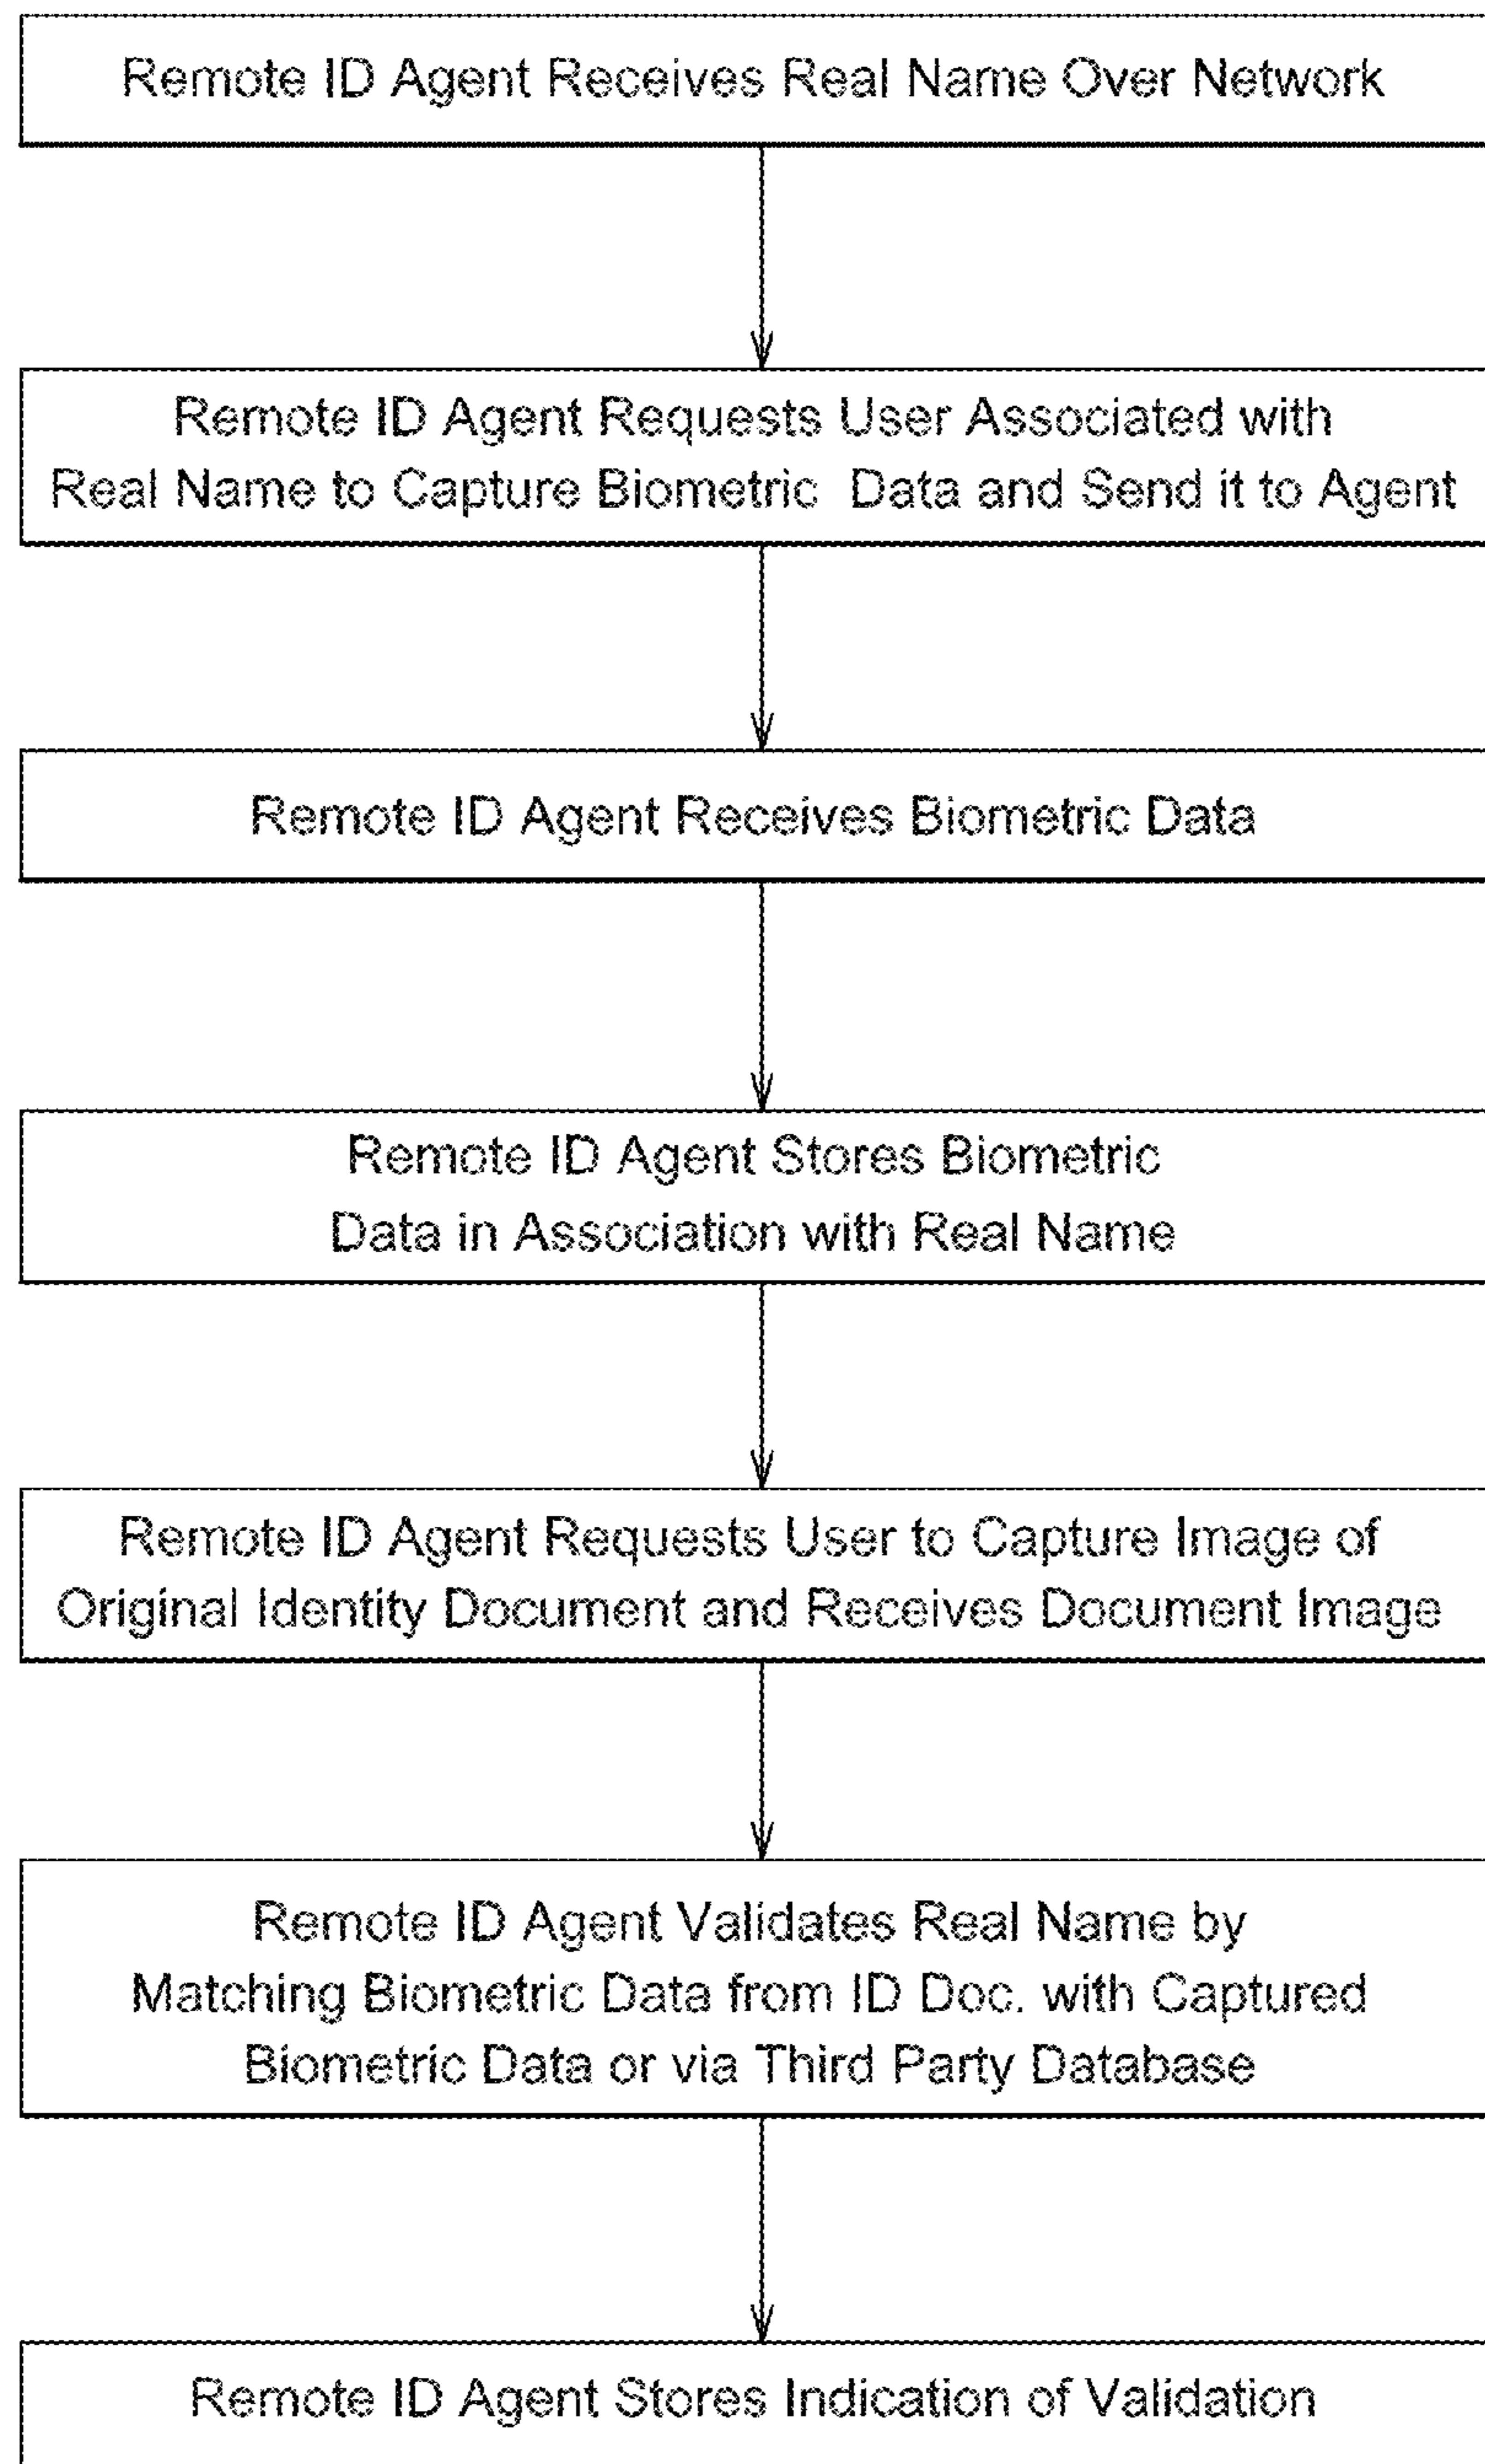 Remote ID Agent Receives Real Name Over Network
Remote ID Agent Requests User Associated with
Real Name to Capture Biometric Data and Send it to Agent
Remote ID Agent Receives Biometric Data
Remote ID Agent Stores Biometric
Data in Association with Real Name
Remote ID Agent Requests User to Capture Image of
Original Identity Document and Receives Document Image
Remote ID Agent Validates Real Name by
Matching Biometric Data from ID Doc. with Captured
Biometric Data or via Third Party Database
Remote ID Agent Stores Indication of Validation